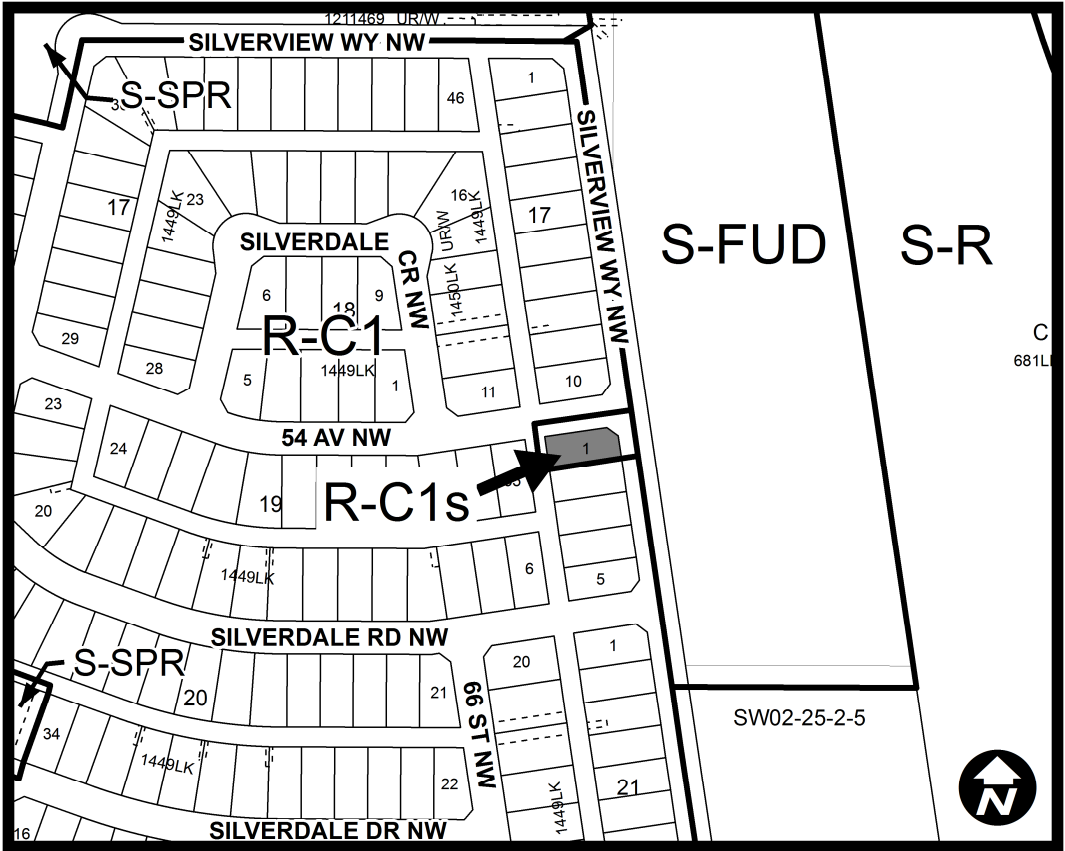 1211469 UR/W
SILVERVIEW WY NW
S-SPR
46
1
SILVERVIEW WY NW
17
1449LK
23
16
1449LK
17
1450LK UR/W
S-FUD
S-R
SILVERDALE
CR NW
6
18
9
R-C1
1449LK
29
28
5
1
11
10
C
681L
23
24
54 AV NW
1
R-C1s
19
20
1449LK
6
5
SILVERDALE RD NW
1
20
S-SPR
20
21
66 ST NW
SW02-25-2-5
34
1449LK
22
1449LK
21
N
16
SILVERDALE DR NW